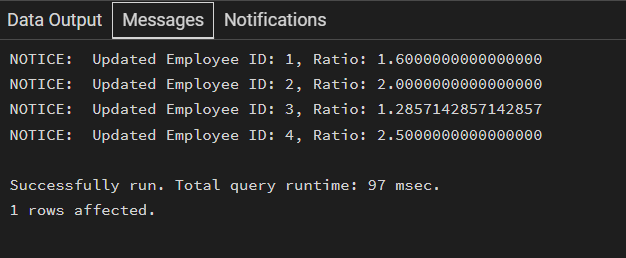 Data Output Messages Notifications
NOTICE:  Updated Employee ID: 1, Ratio: 1.6000000000000000
NOTICE:  Updated Employee ID: 2, Ratio: 2.0000000000000000
NOTICE:  Updated Employee ID: 3, Ratio: 1.2857142857142857
NOTICE:  Updated Employee ID: 4, Ratio: 2.5000000000000000
Successfully run. Total query runtime: 97 msec.
1 rows affected.